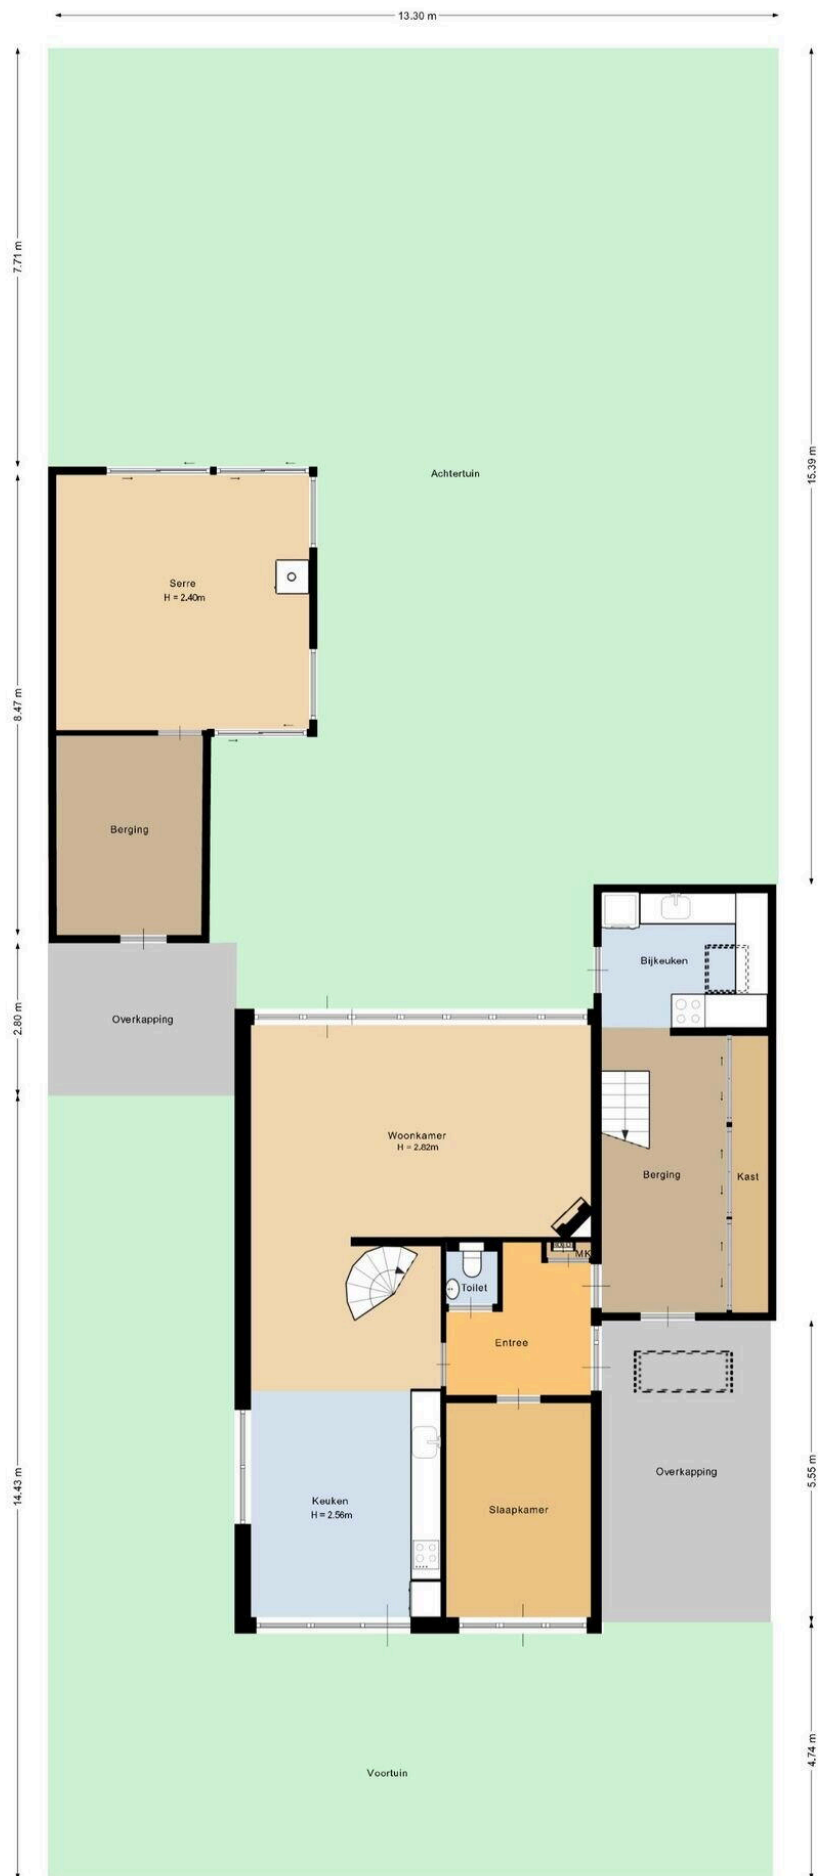 13.30 m
7.71 m
15.39 m
Achtertuin
Serre
H = 2.40m
8.47 m
Berging
Bijkeuken
2.80 m
Overkapping
Woonkamer
H = 2.82m
Berging
Kast
MK
Toilet
Entree
14.43 m
5.55 m
Overkapping
Keuken
H = 2.56m
Slaapkamer
4.74 m
Voortuin